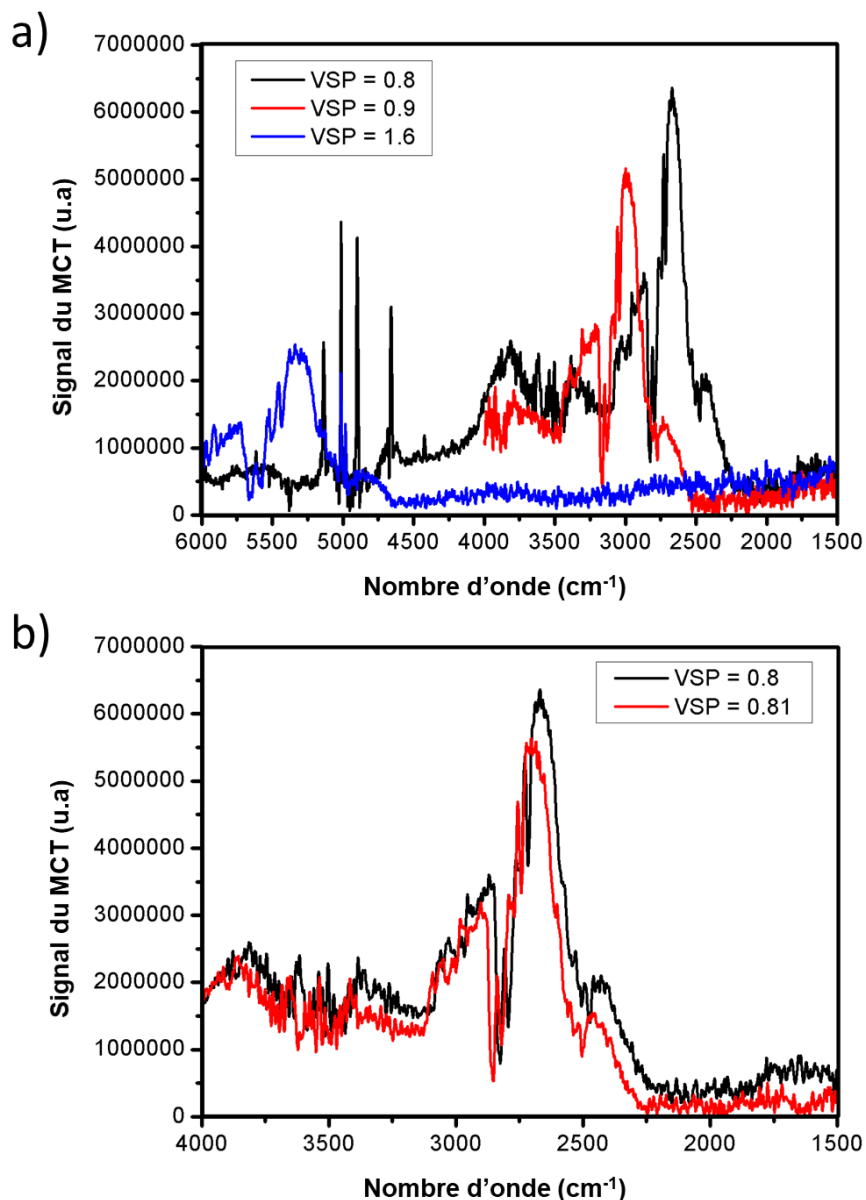 a)
7000000
6000000
5000000
4000000
3000000
2000000
1000000
0
Signal du MCT (u.a)
VSP = 0.8
VSP = 0.9
VSP = 1.6
6000 5500 5000 4500 4000 3500 3000 2500 2000 1500
Nombre d'onde (cm-1)
b)
7000000
6000000
5000000
4000000
3000000
2000000
1000000
0
Signal du MCT (u.a)
VSP = 0.8
VSP = 0.81
4000 3500 3000 2500 2000 1500
Nombre d'onde (cm-1)